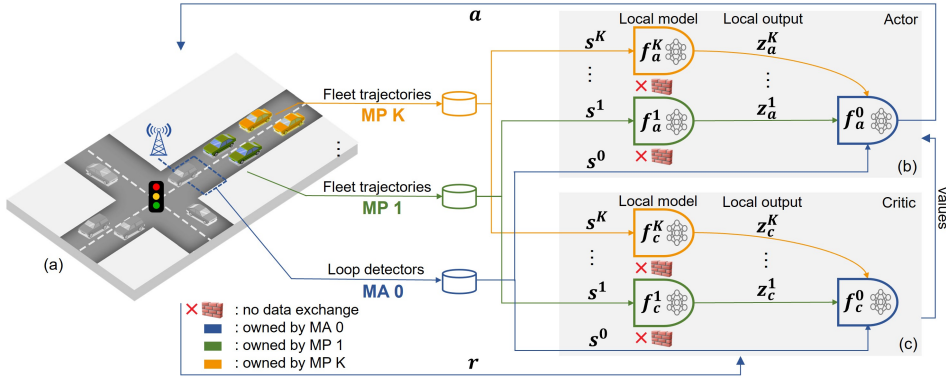 a
Fleet trajectories
MP K
Fleet trajectories
MP 1
Loop detectors
MA 0
(a)
: no data exchange
: owned by MA 0
: owned by MP 1
: owned by MP K
r
Local model
Local output
Actor
s^K
f_a^K
z_a^K
s^1
f_a^1
z_a^1
s^0
f_a^0
(b)
Local model
Local output
Critic
s^K
f_c^K
z_c^K
s^1
f_c^1
z_c^1
s^0
f_c^0
(c)
Values